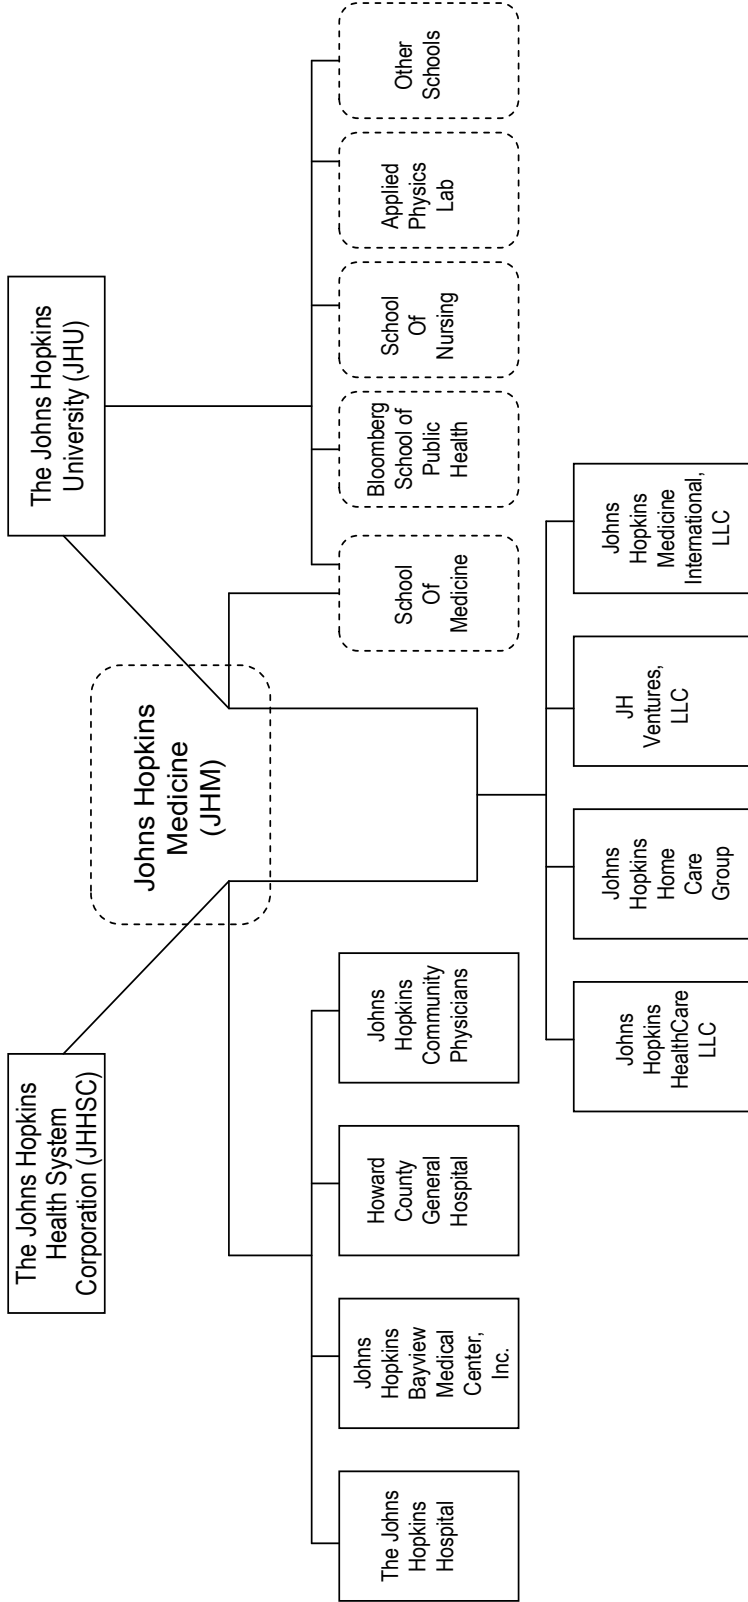 The Johns Hopkins
Health System
Corporation (JHHSC)
The Johns Hopkins
University (JHU)
Johns Hopkins
Medicine
(JHM)
The Johns
Hopkins
Hospital
Johns
Hopkins
Bayview
Medical
Center,
Inc.
Howard
County
General
Hospital
Johns
Hopkins
Community
Physicians
School
Of
Medicine
Bloomberg
School of
Public
Health
School
Of
Nursing
Applied
Physics
Lab
Other
Schools
Johns
Hopkins
HealthCare
LLC
Johns
Hopkins
Home
Care
Group
JH
Ventures,
LLC
Johns
Hopkins
Medicine
International,
LLC